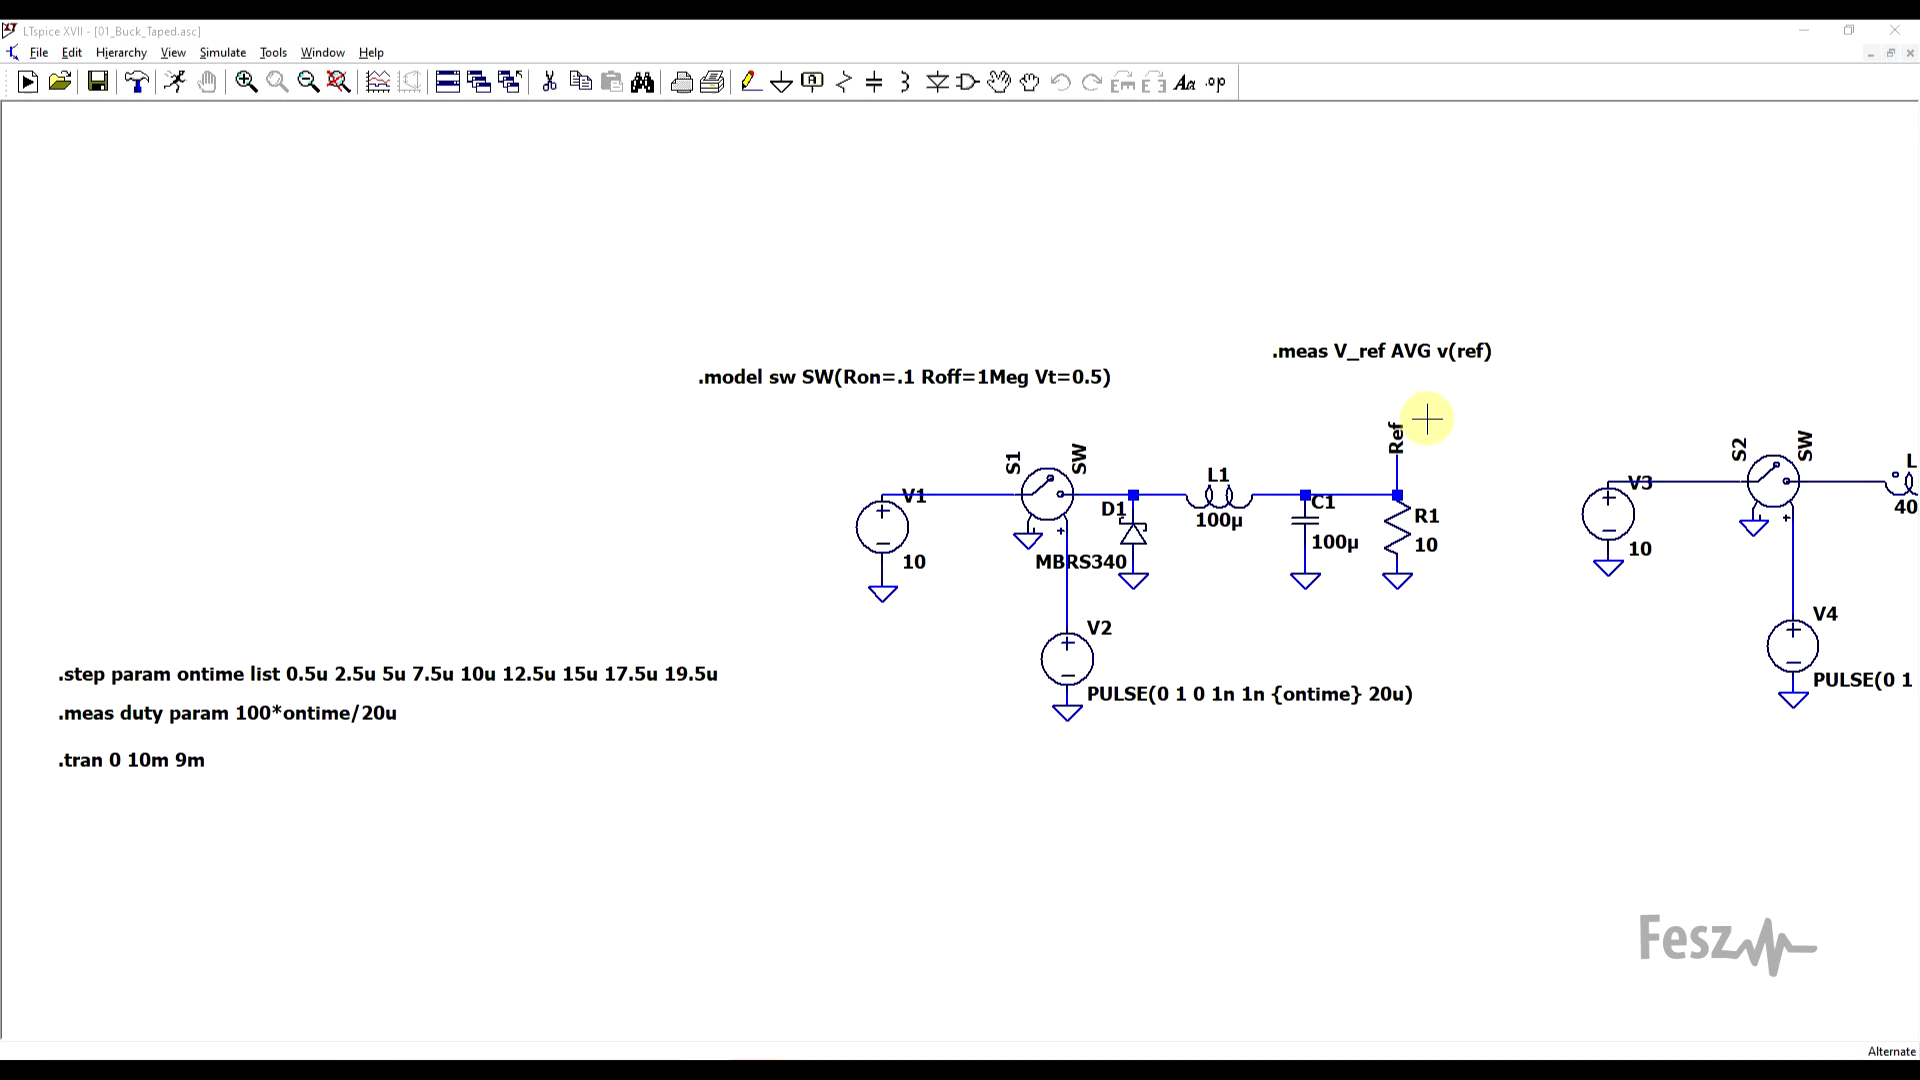 LTspice XVII - [01_Buck_Taped.asc]
File Edit Hierarchy View Simulate Tools Window Help
.op
.meas V_ref AVG v(ref)
.model sw SW(Ron=.1 Roff=1Meg Vt=0.5)
Ref
S1
SW
S2
SW
V1
10
D1
MBRS340
L1
100µ
C1
100µ
R1
10
V3
10
L
40
V2
PULSE(0 1 0 1n 1n {ontime} 20u)
V4
PULSE(0 1
.step param ontime list 0.5u 2.5u 5u 7.5u 10u 12.5u 15u 17.5u 19.5u
.meas duty param 100*ontime/20u
.tran 0 10m 9m
Fesz
Alternate